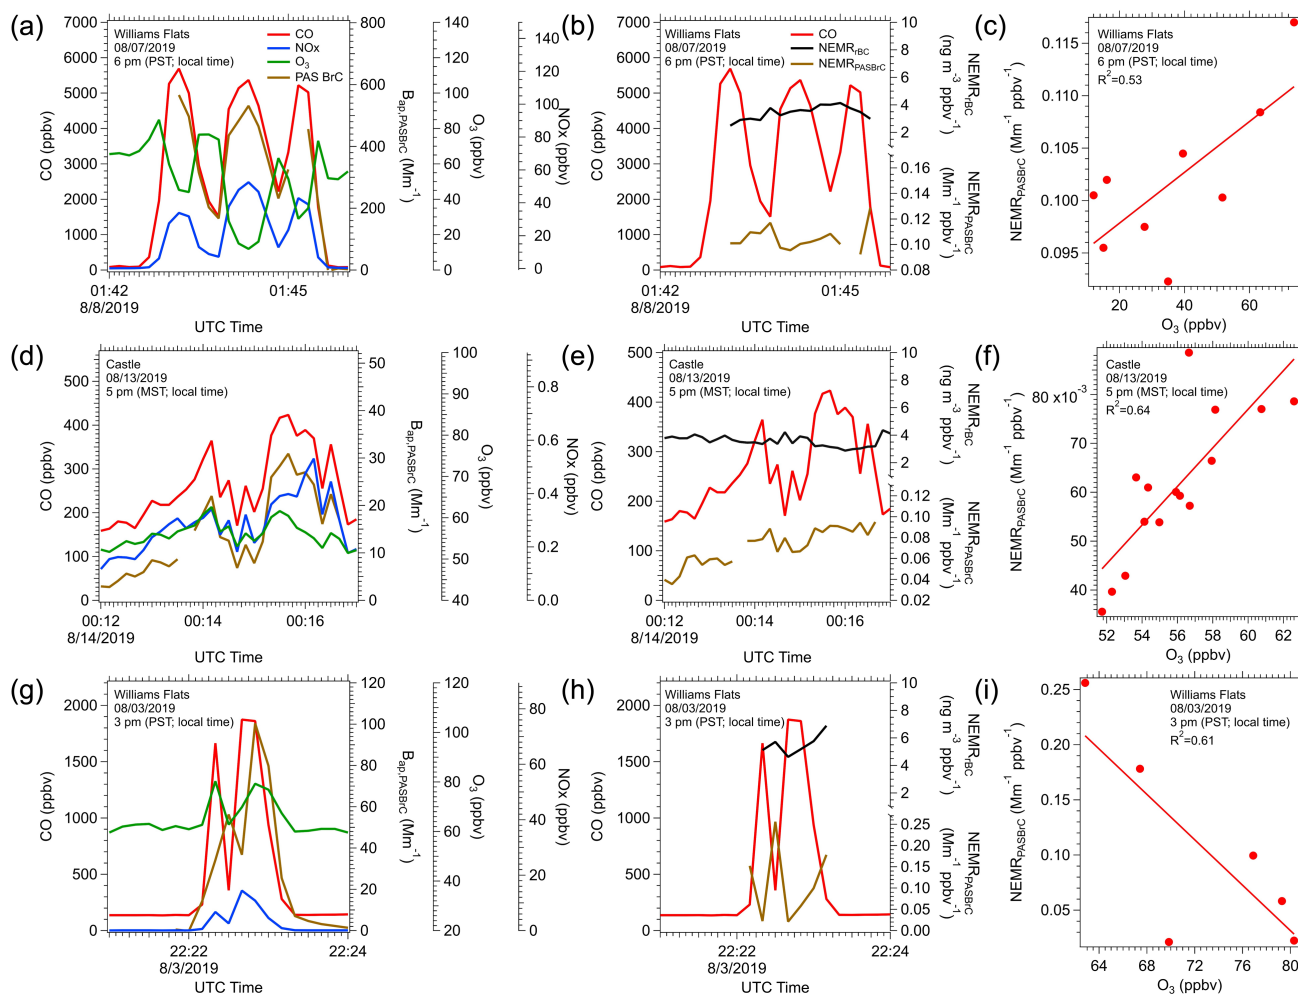 (a)
7000
6000
5000
4000
3000
2000
1000
0
CO (ppbv)
Williams Flats
08/07/2019
6 pm (PST; local time)
CO
NOx
O3
PAS BrC
800
600
400
200
0
Bap,PASBrC (Mm-1)
140
120
100
80
60
40
20
0
O3 (ppbv)
140
120
100
80
60
40
20
0
NOx (ppbv)
01:42
8/8/2019
01:45
UTC Time
(b)
7000
6000
5000
4000
3000
2000
1000
0
CO (ppbv)
Williams Flats
08/07/2019
6 pm (PST; local time)
CO
NEMRrBC
NEMRPASBrC
10
8
6
4
2
NEMRrBC
(ng m-3 ppbv-1)
0.16
0.14
0.12
0.10
0.08
NEMRPASBrC
(Mm-1 ppbv-1)
01:42
8/8/2019
01:45
UTC Time
(c)
NEMRPASBrC (Mm-1 ppbv-1)
0.115
0.110
0.105
0.100
0.095
Williams Flats
08/07/2019
6 pm (PST; local time)
R2=0.53
20
40
60
O3 (ppbv)
(d)
500
400
300
200
100
0
CO (ppbv)
Castle
08/13/2019
5 pm (MST; local time)
50
40
30
20
10
0
Bap,PASBrC (Mm-1)
100
90
80
70
60
50
40
O3 (ppbv)
0.8
0.6
0.4
0.2
0.0
NOx (ppbv)
00:12
8/14/2019
00:14
00:16
UTC Time
(e)
500
400
300
200
100
0
CO (ppbv)
Castle
08/13/2019
5 pm (MST; local time)
10
8
6
4
2
NEMRrBC
(ng m-3 ppbv-1)
0.12
0.10
0.08
0.06
0.04
0.02
NEMRPASBrC
(Mm-1 ppbv-1)
00:12
8/14/2019
00:14
00:16
UTC Time
(f)
NEMRPASBrC (Mm-1 ppbv-1)
80 x10-3
70
60
50
40
Castle
08/13/2019
5 pm (MST; local time)
R2=0.64
52
54
56
58
60
62
O3 (ppbv)
(g)
2000
1500
1000
500
0
CO (ppbv)
Williams Flats
08/03/2019
3 pm (PST; local time)
120
100
80
60
40
20
0
Bap,PASBrC (Mm-1)
120
100
80
60
40
20
O3 (ppbv)
80
60
40
20
0
NOx (ppbv)
22:22
8/3/2019
22:24
UTC Time
(h)
2000
1500
1000
500
0
CO (ppbv)
Williams Flats
08/03/2019
3 pm (PST; local time)
10
8
6
4
2
NEMRrBC
(ng m-3 ppbv-1)
0.25
0.20
0.15
0.10
0.05
0.00
NEMRPASBrC
(Mm-1 ppbv-1)
22:22
8/3/2019
22:24
UTC Time
(i)
NEMRPASBrC (Mm-1 ppbv-1)
0.25
0.20
0.15
0.10
0.05
Williams Flats
08/03/2019
3 pm (PST; local time)
R2=0.61
64
68
72
76
80
O3 (ppbv)